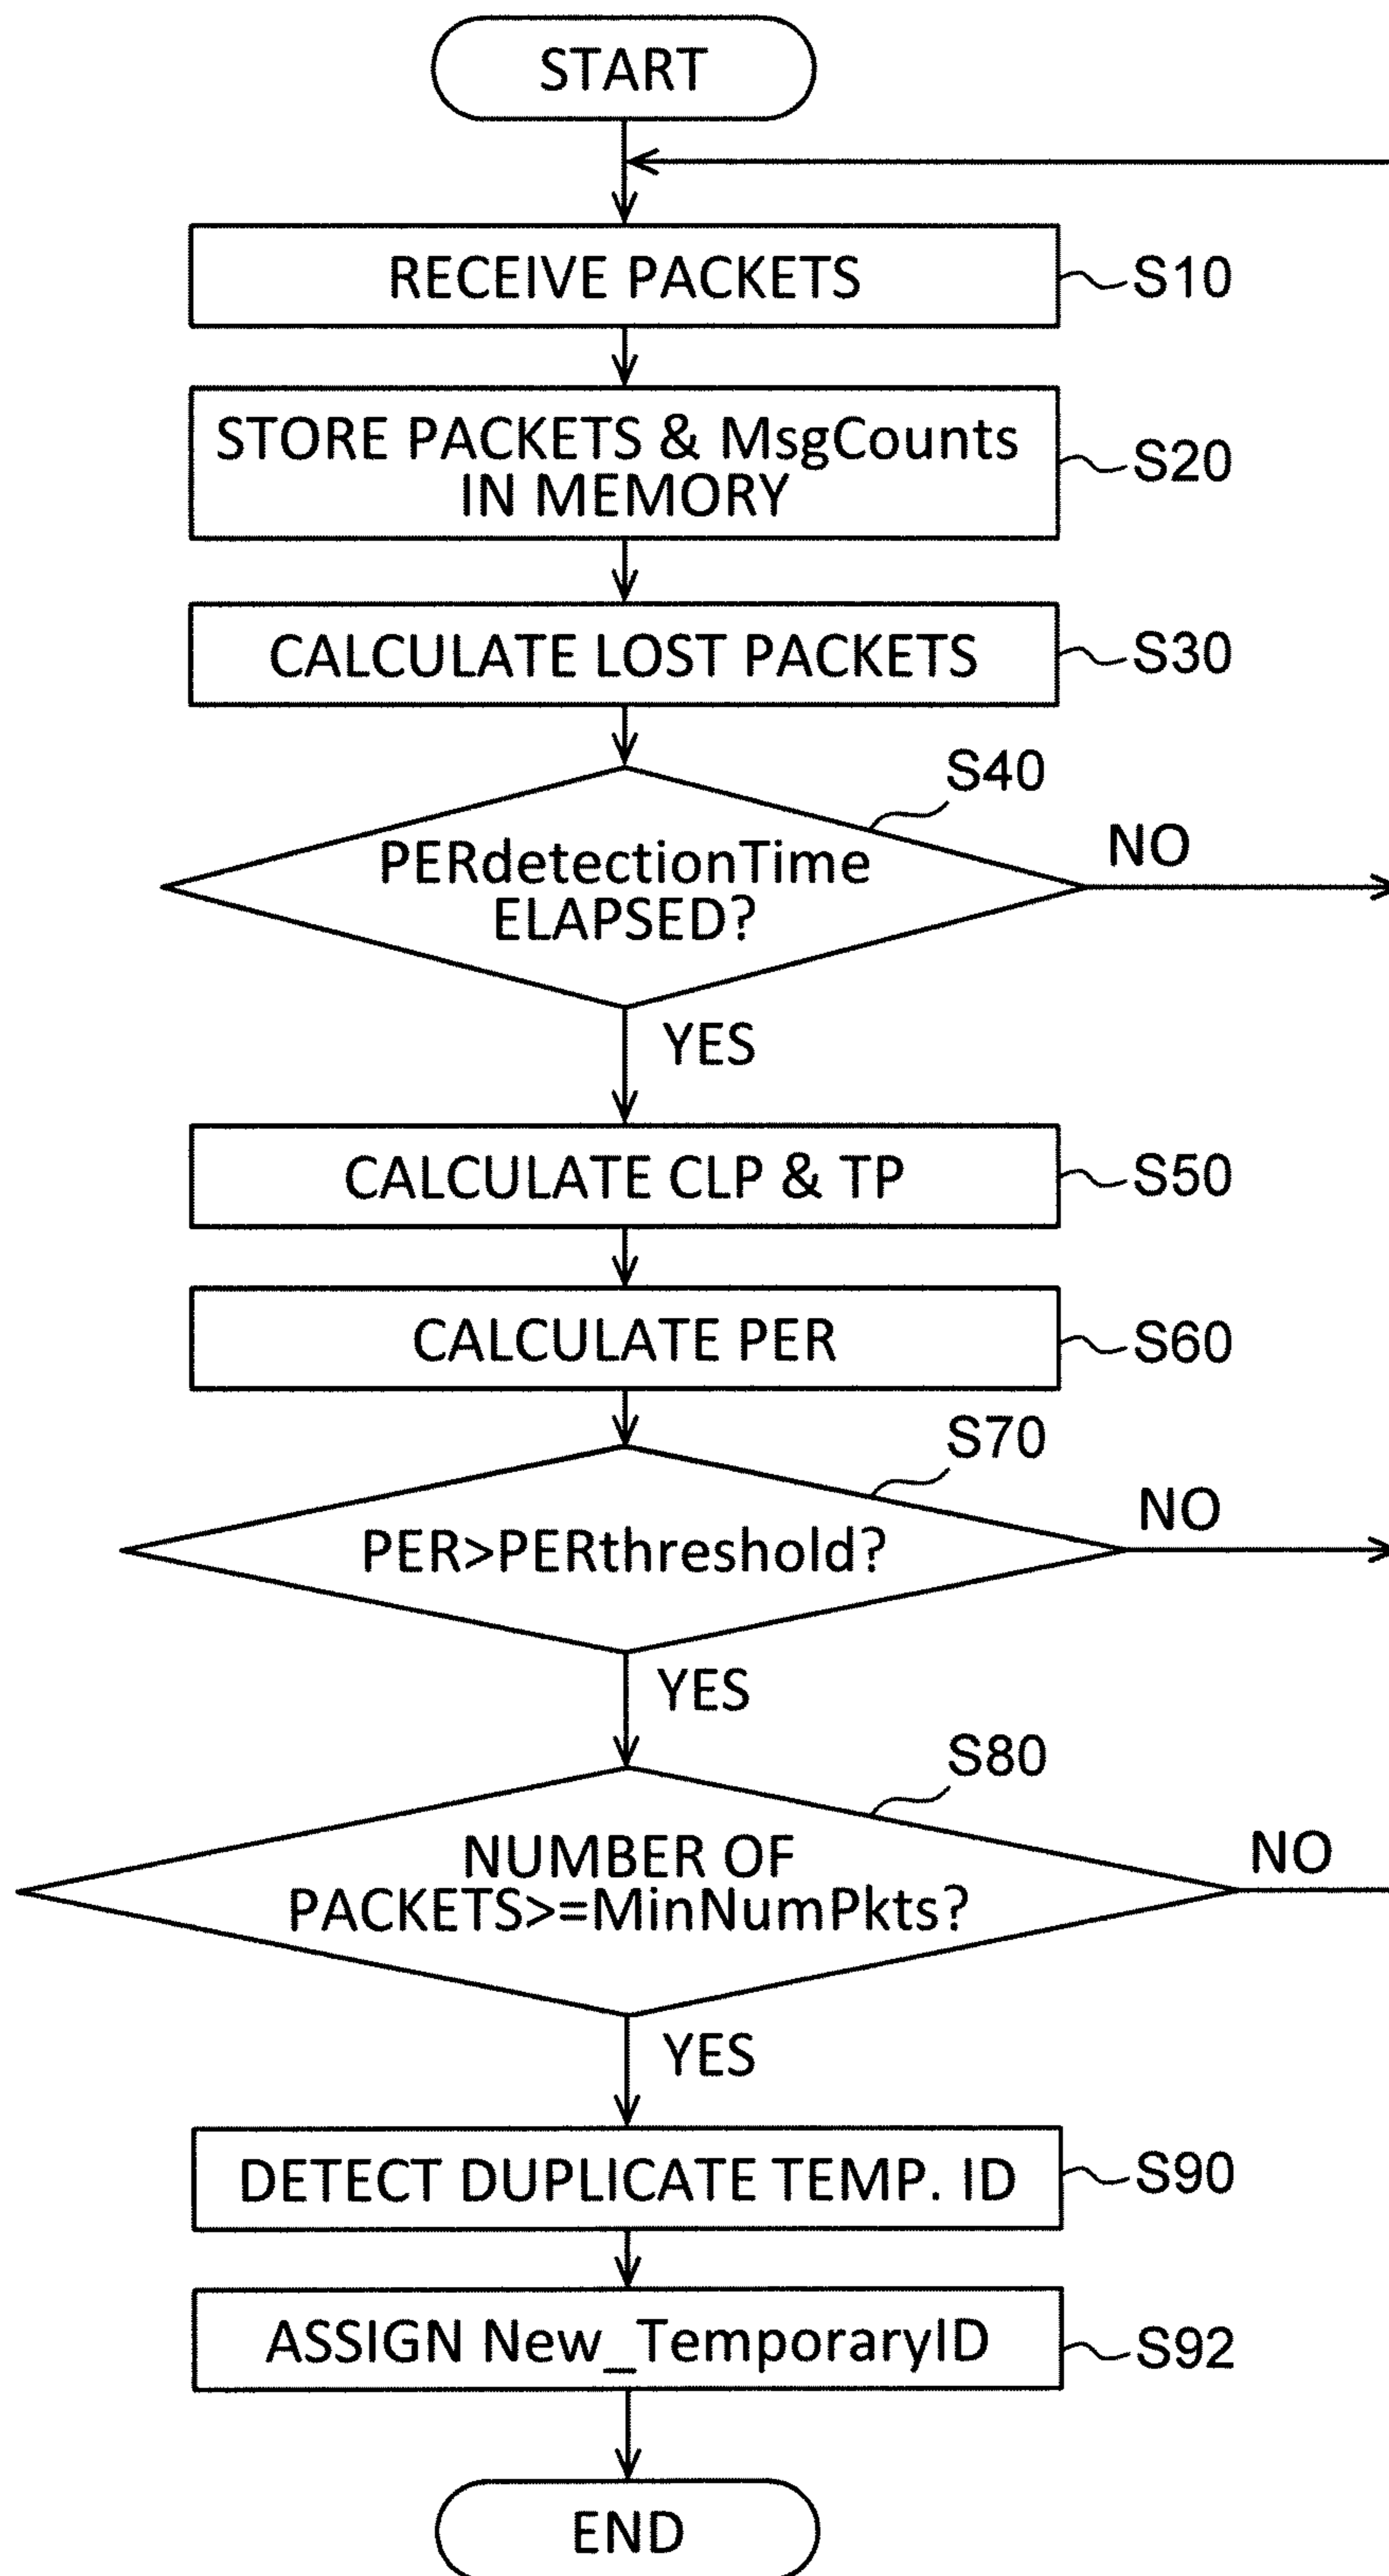 START
RECEIVE PACKETS
S10
STORE PACKETS & MsgCounts
IN MEMORY
S20
CALCULATE LOST PACKETS
S30
S40
PERdetectionTime
ELAPSED?
NO
YES
CALCULATE CLP & TP
S50
CALCULATE PER
S60
S70
PER>PERthreshold?
NO
YES
S80
NUMBER OF
PACKETS>=MinNumPkts?
NO
YES
DETECT DUPLICATE TEMP. ID
S90
ASSIGN New_TemporaryID
S92
END